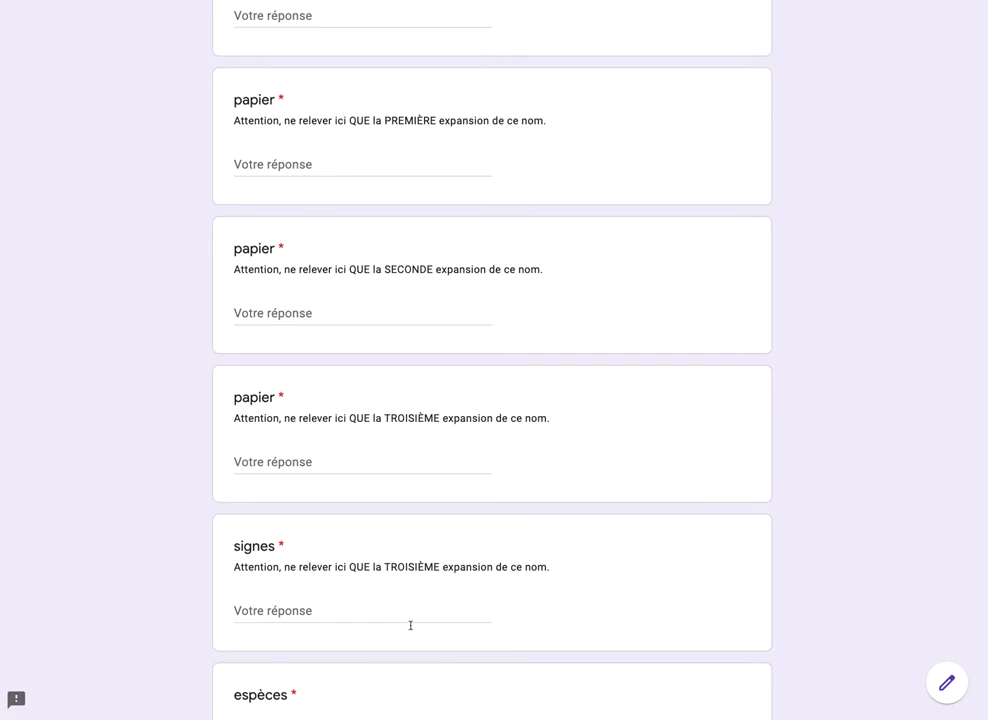 Votre réponse
papier *
Attention, ne relever ici QUE la PREMIÈRE expansion de ce nom.
Votre réponse
papier *
Attention, ne relever ici QUE la SECONDE expansion de ce nom.
Votre réponse
papier *
Attention, ne relever ici QUE la TROISIÈME expansion de ce nom.
Votre réponse
signes *
Attention, ne relever ici QUE la TROISIÈME expansion de ce nom.
Votre réponse
espèces *